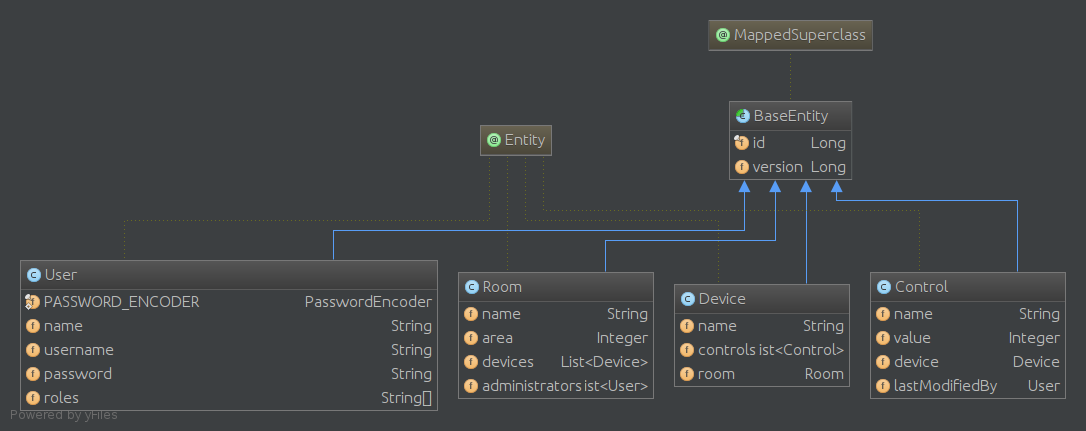 MappedSuperclass
BaseEntity
id Long
version Long
Entity
User
PASSWORD_ENCODER PasswordEncoder
name String
username String
password String
roles String[]
Room
name String
area Integer
devices List<Device>
administrators ist<User>
Device
name String
controls ist<Control>
room Room
Control
name String
value Integer
device Device
lastModifiedBy User
Powered by yFiles